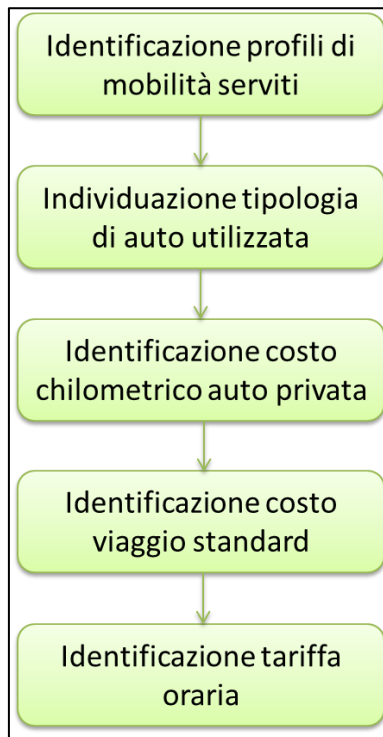 Identificazione profili di
mobilità serviti
Individuazione tipologia
di auto utilizzata
Identificazione costo
chilometrico auto privata
Identificazione costo
viaggio standard
Identificazione tariffa
oraria